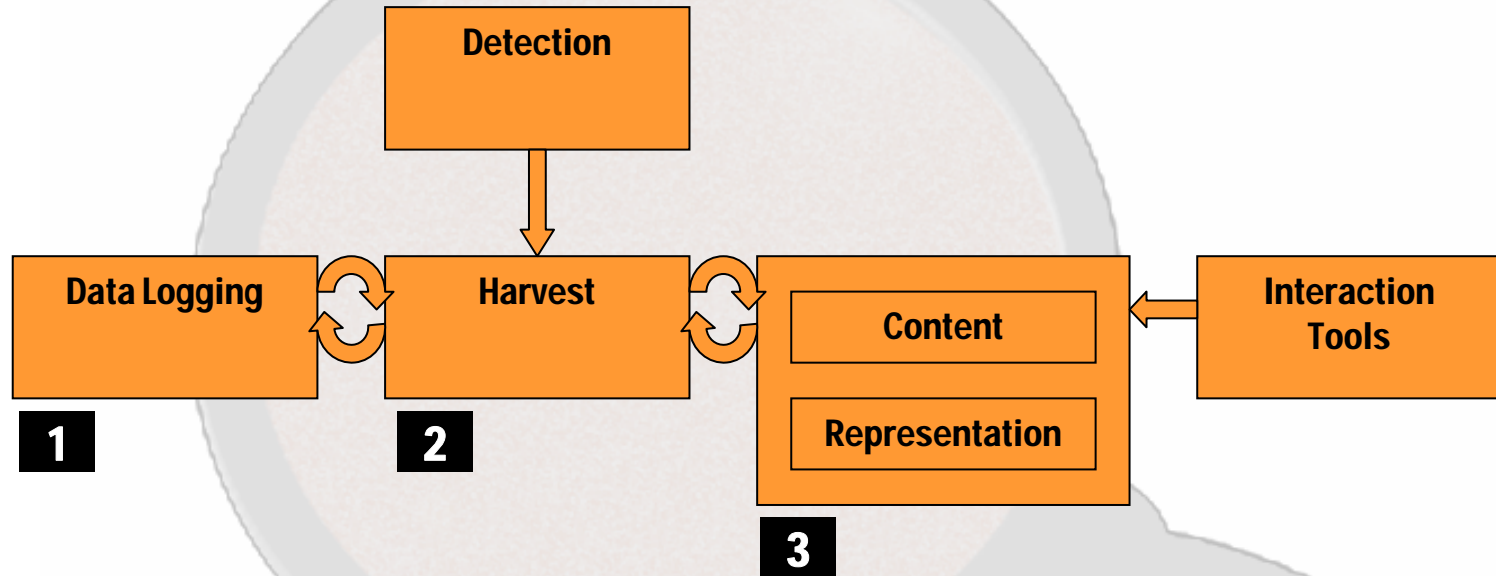 Detection
Data Logging
Harvest
Content
Representation
Interaction
Tools
1
2
3